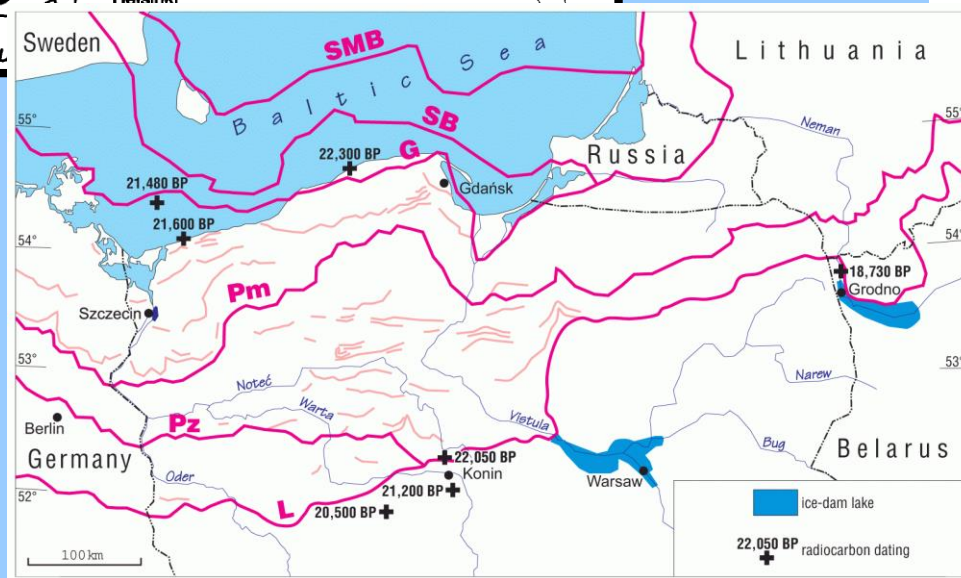 Sweden
SMB
Baltic Sea
Lithuania
SB
Neman
55°
55°
G
22,300 BP
Russia
21,480 BP
Gdańsk
21,600 BP
54°
54°
18,730 BP
Pm
Grodno
Szczecin
53°
53°
Noteć
Narew
Warta
Berlin
Pz
Vistula
Bug
Germany
22,050 BP
Belarus
Oder
Konin
Warsaw
52°
21,200 BP
L
20,500 BP
ice-dam lake
100 km
22,050 BP
radiocarbon dating